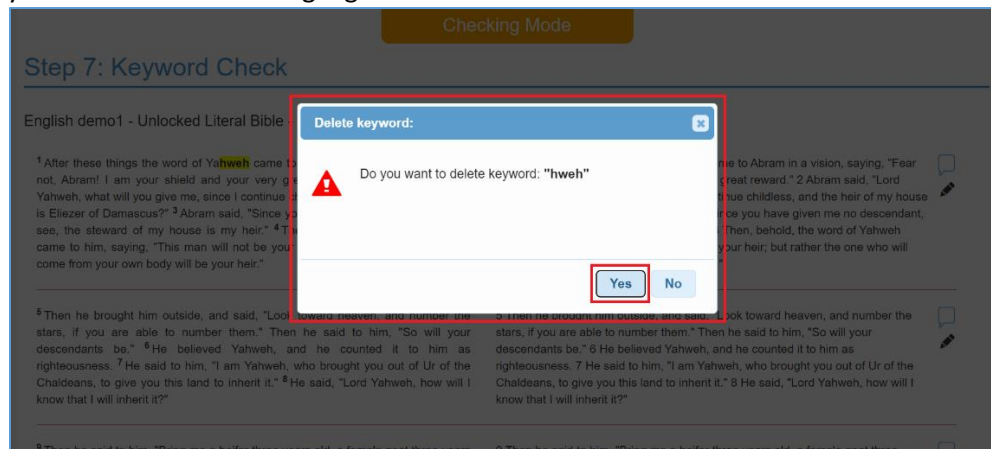 Checking Mode
Step 7: Keyword Check
English demo1 - Unlocked Literal Bible -
Delete keyword:
Do you want to delete keyword: "hweh"
Yes No
1 After these things the word of Yahweh came to
not, Abram! I am your shield and your very
Yahweh, what will you give me, since I continue
is Eliezer of Damascus?" 3 Abram said, "Since
see, the steward of my house is my heir." 4
came to him, saying, "This man will not be your
come from your own body will be your heir."
to Abram in a vision, saying, "Fear
great reward." 2 Abram said, "Lord
childless, and the heir of my house
you have given me no descendant,
Then, behold, the word of Yahweh
your heir; but rather the one who will
5 Then he brought him outside, and said, "Look toward heaven, and number the
stars, if you are able to number them." Then he said to him, "So will your
descendants be." 6 He believed Yahweh, and he counted it to him as
righteousness. 7 He said to him, "I am Yahweh, who brought you out of Ur of the
Chaldeans, to give you this land to inherit it." 8 He said, "Lord Yahweh, how will I
know that I will inherit it?"
5 Then he brought him outside, and said, "Look toward heaven, and number the
stars, if you are able to number them." Then he said to him, "So will your
descendants be." 6 He believed Yahweh, and he counted it to him as
righteousness. 7 He said to him, "I am Yahweh, who brought you out of Ur of the
Chaldeans, to give you this land to inherit it." 8 He said, "Lord Yahweh, how will I
know that I will inherit it?"